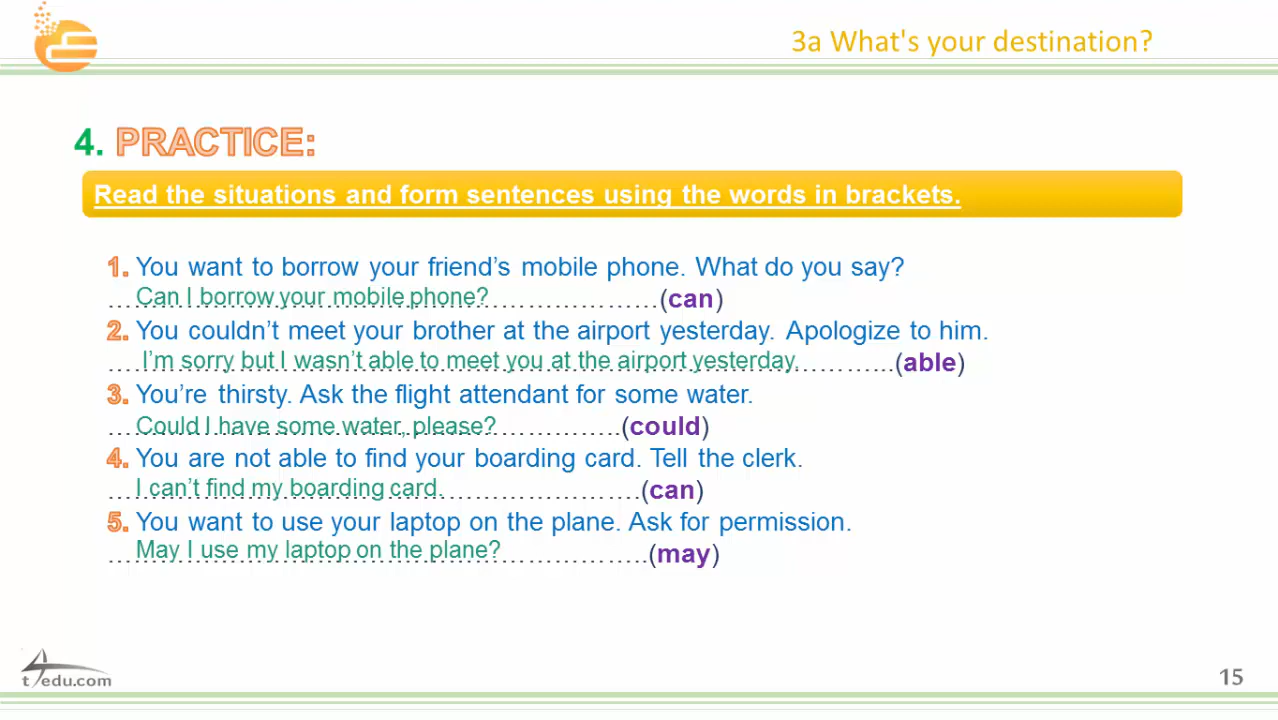 3a What's your destination?
4. PRACTICE:
Read the situations and form sentences using the words in brackets.
1. You want to borrow your friend's mobile phone. What do you say?
Can I borrow your mobile phone? (can)
2. You couldn't meet your brother at the airport yesterday. Apologize to him.
I'm sorry but I wasn't able to meet you at the airport yesterday. (able)
3. You're thirsty. Ask the flight attendant for some water.
Could I have some water, please? (could)
4. You are not able to find your boarding card. Tell the clerk.
I can't find my boarding card. (can)
5. You want to use your laptop on the plane. Ask for permission.
May I use my laptop on the plane? (may)
t4edu.com
15